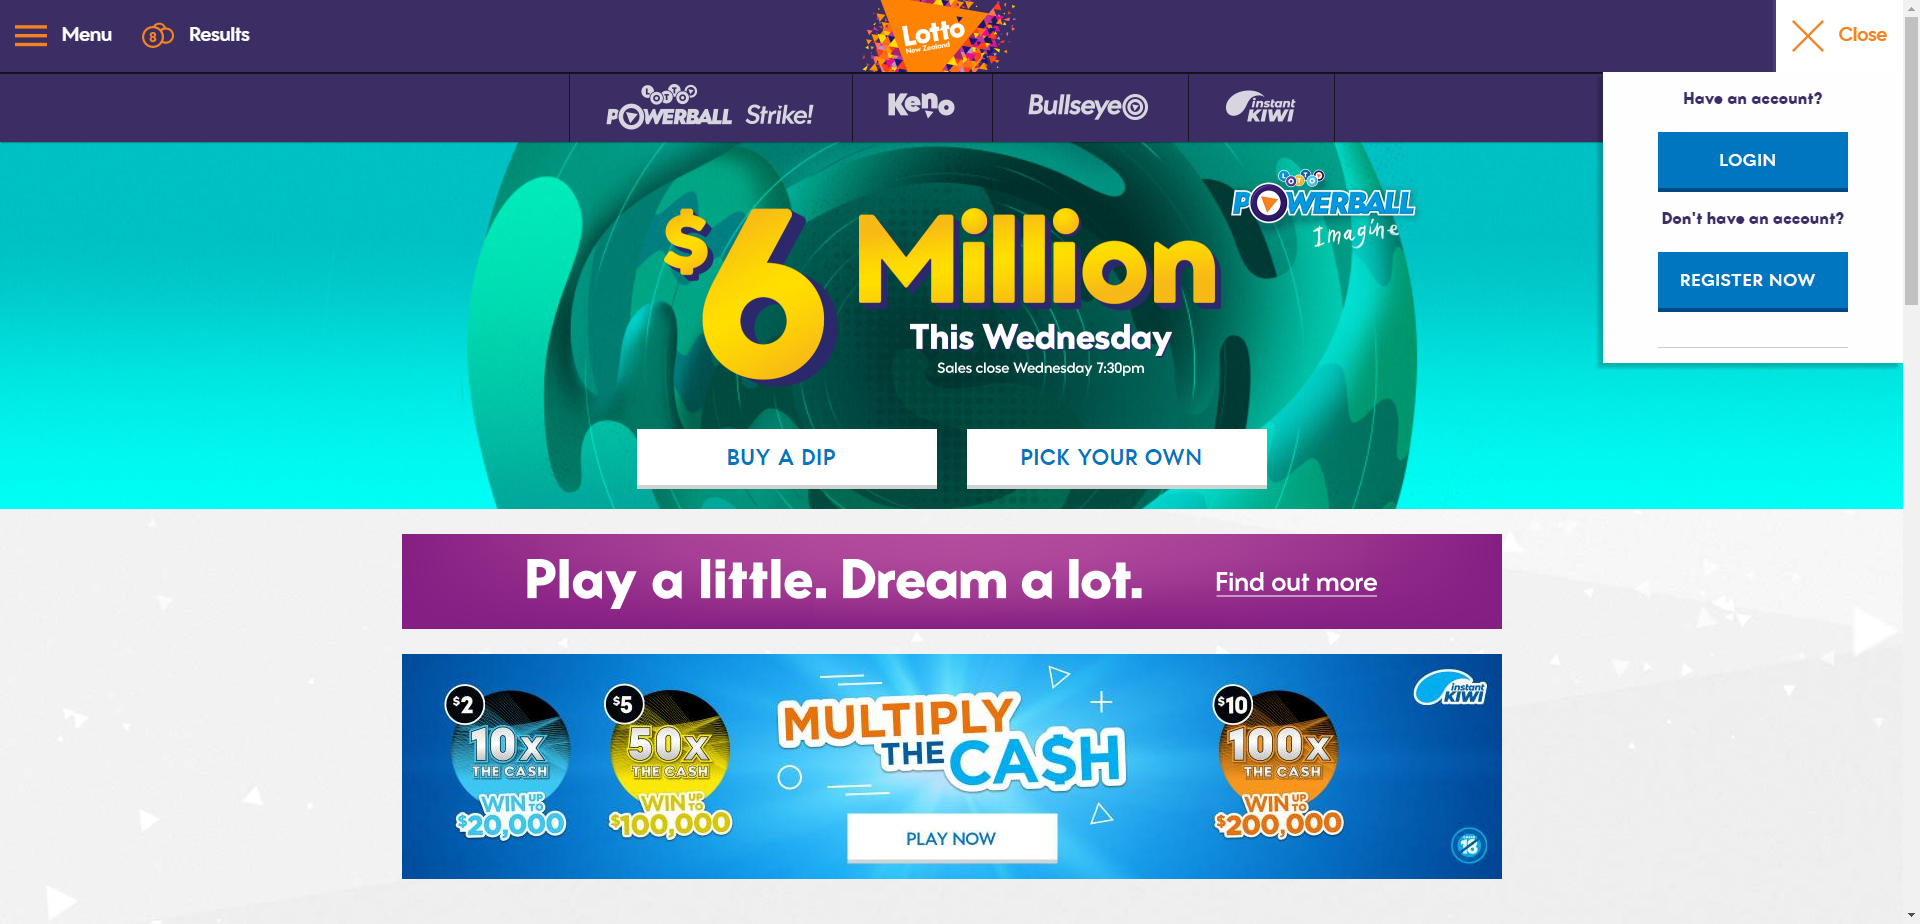 Menu
8
Results
Lotto
New Zealand
Close
LOTTO
POWERBALL
Strike!
Keno
Bullseye
instant
KIWI
Have an account?
LOGIN
Don't have an account?
REGISTER NOW
$6 Million
This Wednesday
Sales close Wednesday 7:30pm
LOTTO
POWERBALL
Imagine
BUY A DIP
PICK YOUR OWN
Play a little. Dream a lot.
Find out more
$2
10X
THE CASH
WIN UP TO
$20,000
$5
50X
THE CASH
WIN UP TO
$100,000
MULTIPLY
THE CA$H
PLAY NOW
$10
100X
THE CASH
WIN UP TO
$200,000
instant
KIWI
18